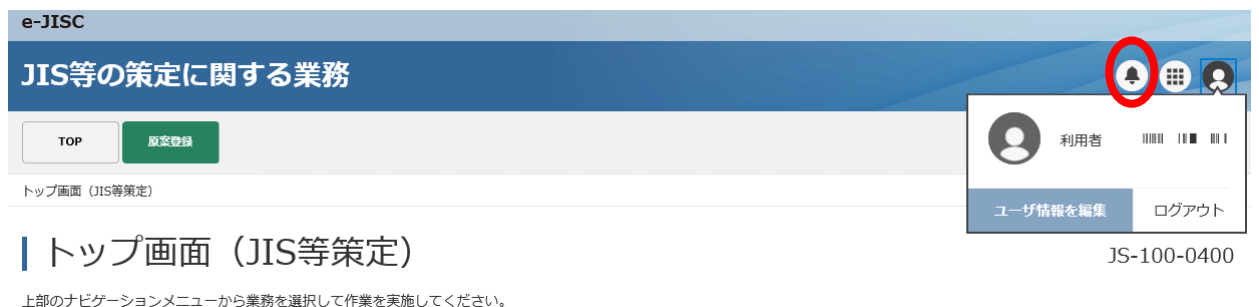 e-JISC
JIS等の策定に関する業務
TOP
原案登録
利用者
トップ画面（JIS等策定）
ユーザ情報を編集
ログアウト
トップ画面（JIS等策定）
JS-100-0400
上部のナビゲーションメニューから業務を選択して作業を実施してください。